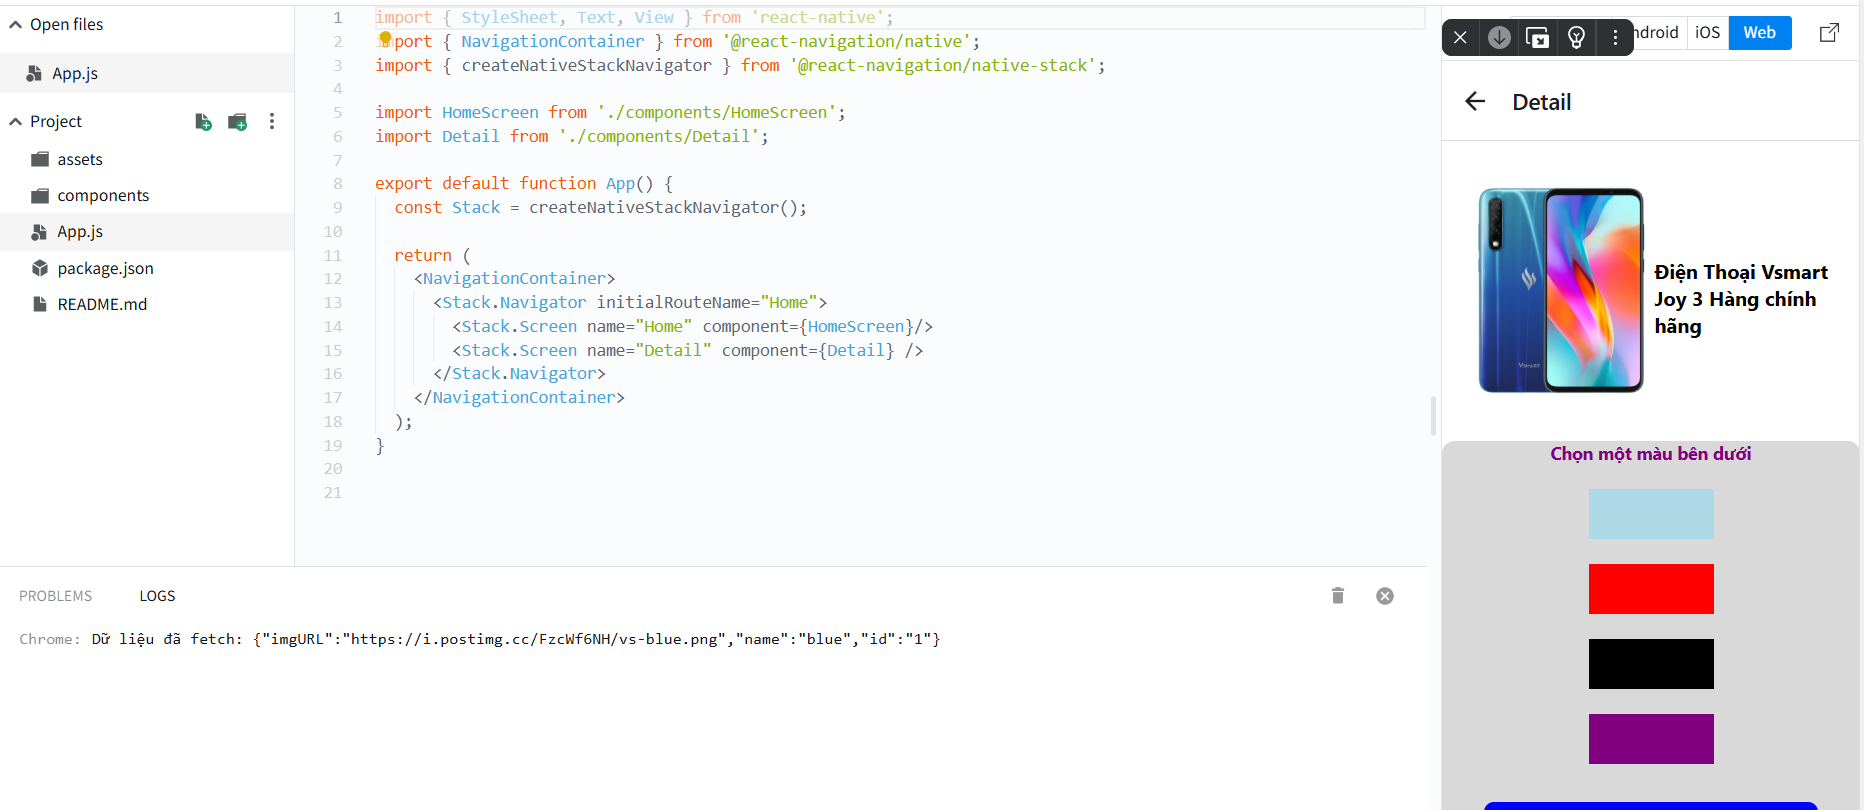 Open files
App.js
Project
assets
components
App.js
package.json
README.md
1 import { StyleSheet, Text, View } from 'react-native';
2 import { NavigationContainer } from '@react-navigation/native';
3 import { createNativeStackNavigator } from '@react-navigation/native-stack';
4
5 import HomeScreen from './components/HomeScreen';
6 import Detail from './components/Detail';
7
8 export default function App() {
9 const Stack = createNativeStackNavigator();
10
11 return (
12 <NavigationContainer>
13 <Stack.Navigator initialRouteName="Home">
14 <Stack.Screen name="Home" component={HomeScreen}/>
15 <Stack.Screen name="Detail" component={Detail} />
16 </Stack.Navigator>
17 </NavigationContainer>
18 );
19 }
20
21
PROBLEMS LOGS
Chrome: Dữ liệu đã fetch: {"imgURL":"https://i.postimg.cc/FzcWf6NH/vs-blue.png","name":"blue","id":"1"}
ndroid iOS Web
Detail
Vsmart
Điện Thoại Vsmart
Joy 3 Hàng chính
hãng
Chọn một màu bên dưới